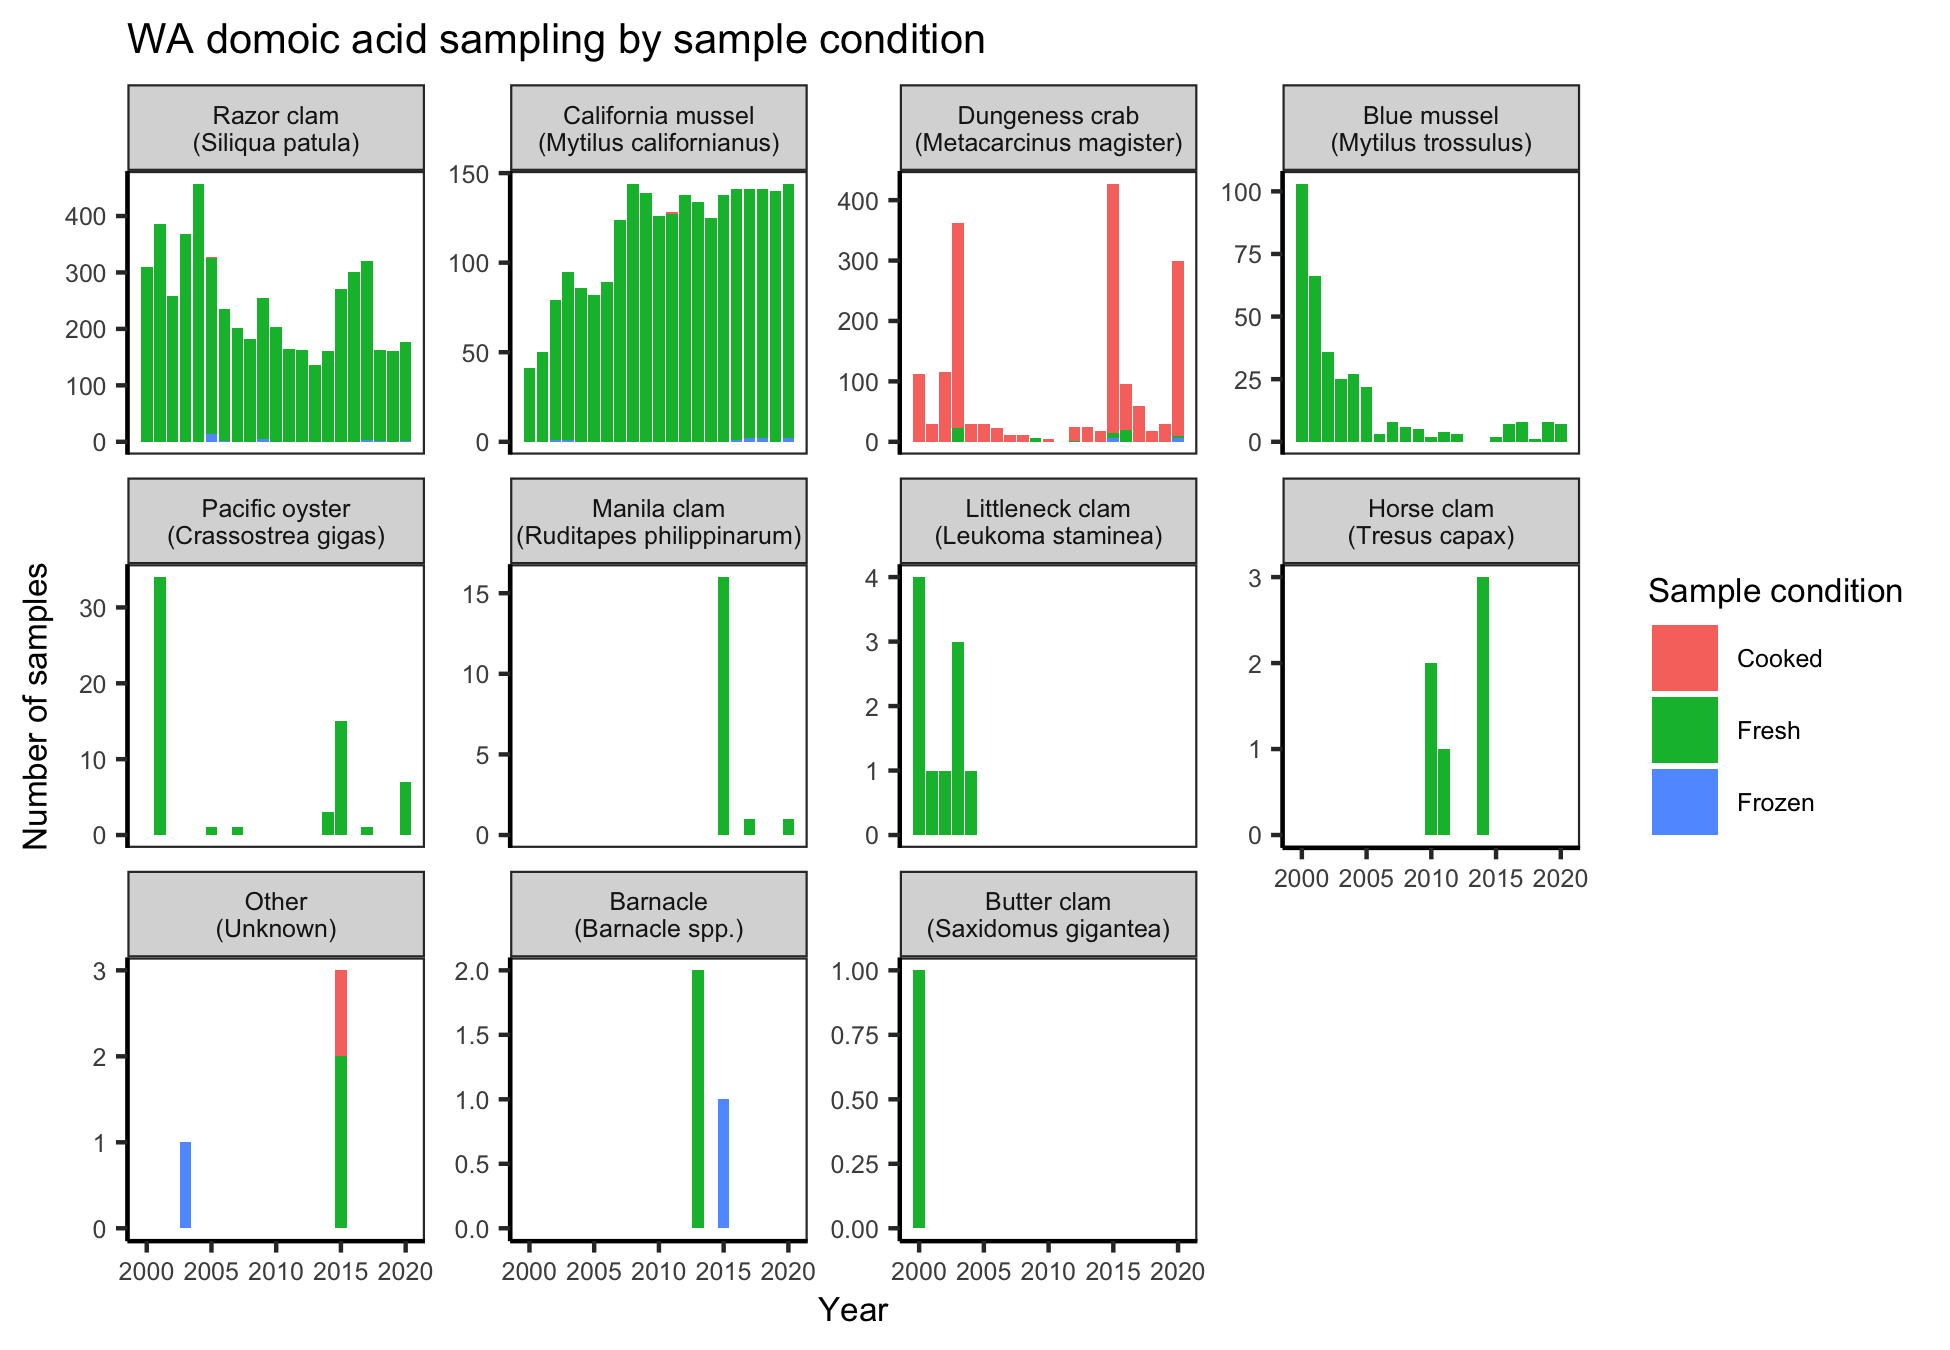 WA domoic acid sampling by sample condition
Razor clam
(Siliqua patula)
California mussel
(Mytilus californianus)
Dungeness crab
(Metacarcinus magister)
Blue mussel
(Mytilus trossulus)
400
300
200
100
0
150
100
50
0
400
300
200
100
0
100
75
50
25
0
Pacific oyster
(Crassostrea gigas)
Manila clam
(Ruditapes philippinarum)
Littleneck clam
(Leukoma staminea)
Horse clam
(Tresus capax)
30
20
10
0
15
10
5
0
4
3
2
1
0
3
2
1
0
2000 2005 2010 2015 2020
Other
(Unknown)
Barnacle
(Barnacle spp.)
Butter clam
(Saxidomus gigantea)
3
2
1
0
2.0
1.5
1.0
0.5
0.0
1.00
0.75
0.50
0.25
0.00
2000 2005 2010 2015 2020
2000 2005 2010 2015 2020
2000 2005 2010 2015 2020
Year
Number of samples
Sample condition
Cooked
Fresh
Frozen